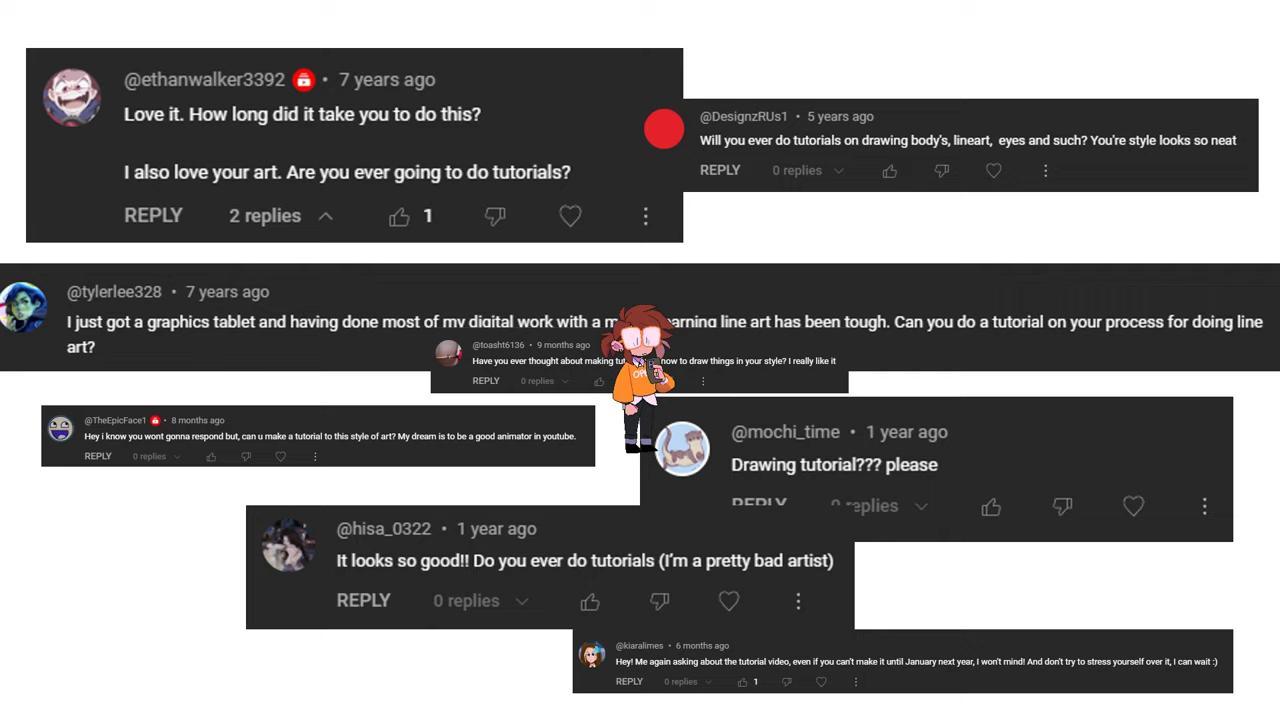 @ethanwalker3392 • 7 years ago
Love it. How long did it take you to do this?
I also love your art. Are you ever going to do tutorials?
REPLY 2 replies 1
@DesignzRUs1 • 5 years ago
Will you ever do tutorials on drawing body's, lineart, eyes and such? You're style looks so neat
REPLY 0 replies
@tylerlee328 • 7 years ago
I just got a graphics tablet and having done most of my digital work with a line art has been tough. Can you do a tutorial on your process for doing line
art?
@toasht6136 • 9 months ago
Have you ever thought about making how to draw things in your style? I really like it
REPLY 0 replies
@TheEpicFace1 • 8 months ago
Hey i know you wont gonna respond but, can u make a tutorial to this style of art? My dream is to be a good animator in youtube.
REPLY 0 replies
@mochi_time • 1 year ago
Drawing tutorial??? please
REPLY 0 replies
@hisa_0322 • 1 year ago
It looks so good!! Do you ever do tutorials (I'm a pretty bad artist)
REPLY 0 replies
@kiaralimes • 6 months ago
Hey! Me again asking about the tutorial video, even if you can't make it until January next year, I won't mind! And don't try to stress yourself over it, I can wait :)
REPLY 0 replies 1